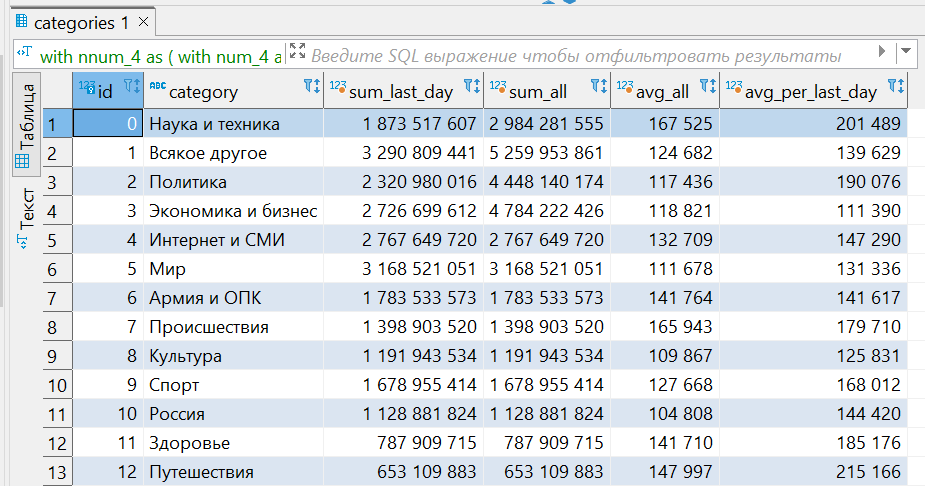 categories 1
with nnum_4 as ( with num_4 a Введите SQL выражение чтобы отфильтровать результаты
Таблица
Текст
123 id ABC category 123 sum_last_day 123 sum_all 123 avg_all 123 avg_per_last_day
1 0 Наука и техника 1 873 517 607 2 984 281 555 167 525 201 489
2 1 Всякое другое 3 290 809 441 5 259 953 861 124 682 139 629
3 2 Политика 2 320 980 016 4 448 140 174 117 436 190 076
4 3 Экономика и бизнес 2 726 699 612 4 784 222 426 118 821 111 390
5 4 Интернет и СМИ 2 767 649 720 2 767 649 720 132 709 147 290
6 5 Мир 3 168 521 051 3 168 521 051 111 678 131 336
7 6 Армия и ОПК 1 783 533 573 1 783 533 573 141 764 141 617
8 7 Происшествия 1 398 903 520 1 398 903 520 165 943 179 710
9 8 Культура 1 191 943 534 1 191 943 534 109 867 125 831
10 9 Спорт 1 678 955 414 1 678 955 414 127 668 168 012
11 10 Россия 1 128 881 824 1 128 881 824 104 808 144 420
12 11 Здоровье 787 909 715 787 909 715 141 710 185 176
13 12 Путешествия 653 109 883 653 109 883 147 997 215 166